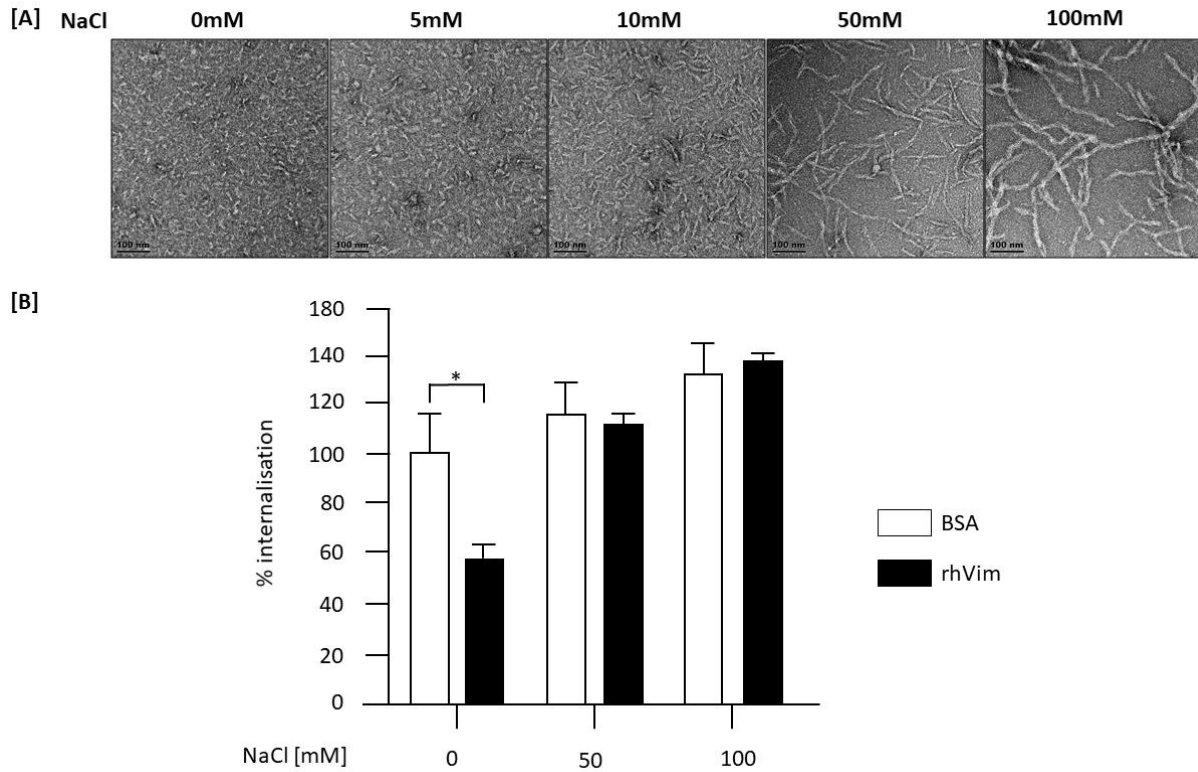 [A] NaCl 0mM 5mM 10mM 50mM 100mM
100 nm 100 nm 100 nm 100 nm 100 nm
[B]
180
140
120
100
80
60
40
20
0
% internalisation
*
BSA
rhVim
NaCl [mM] 0 50 100